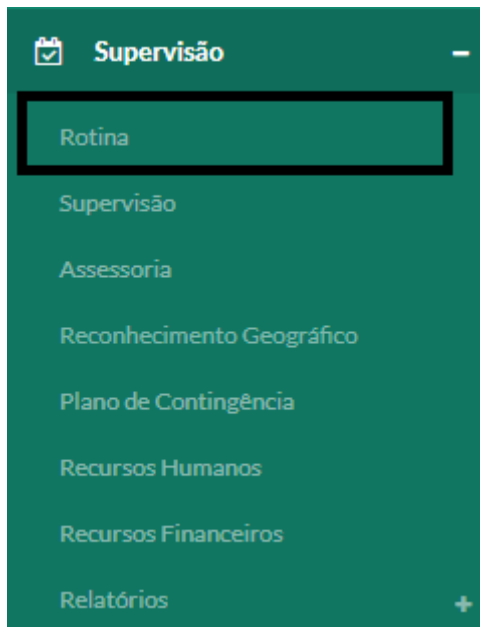 Supervisão
Rotina
Supervisão
Assessoria
Reconhecimento Geográfico
Plano de Contingência
Recursos Humanos
Recursos Financeiros
Relatórios